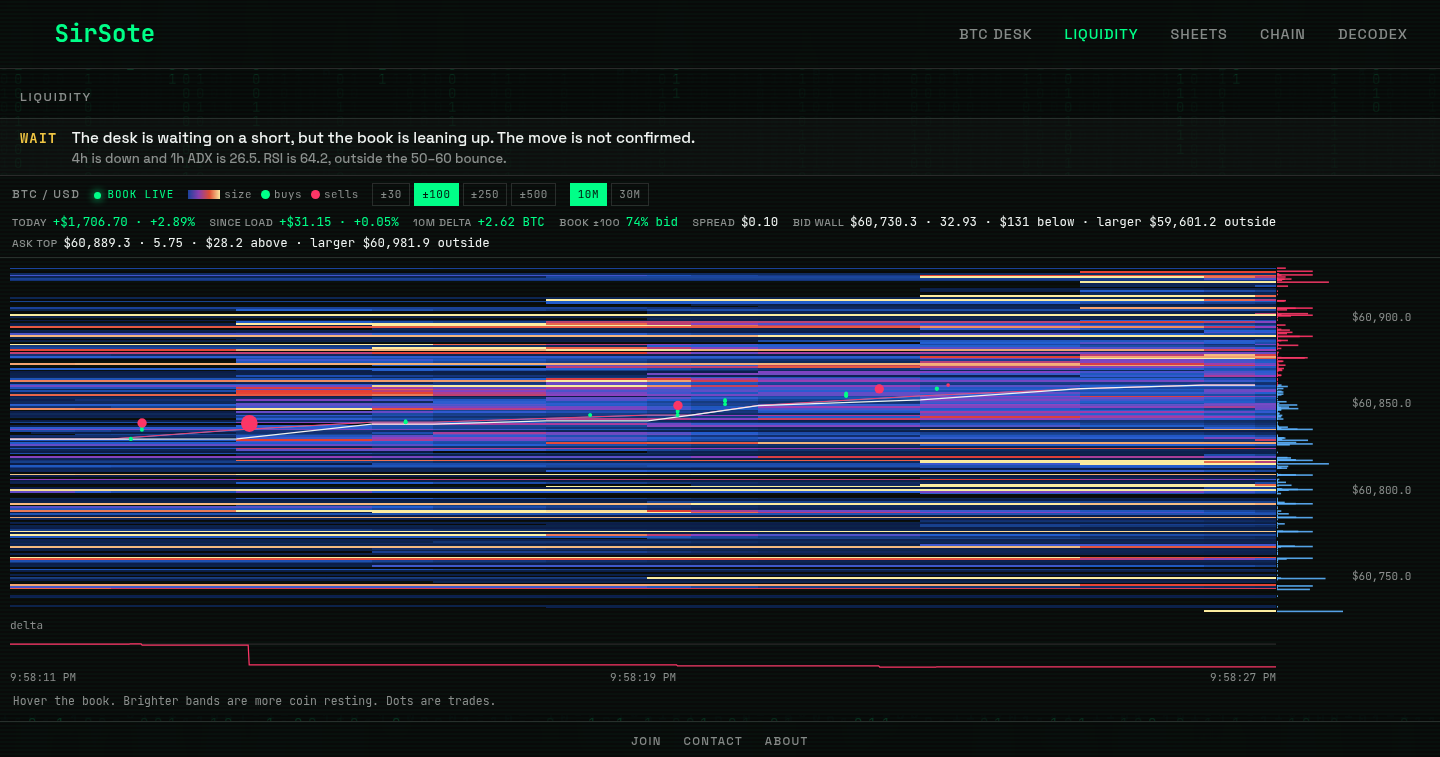 SirSote
BTC DESK LIQUIDITY SHEETS CHAIN DECODEX
LIQUIDITY
WAIT The desk is waiting on a short, but the book is leaning up. The move is not confirmed.
4h is down and 1h ADX is 26.5. RSI is 64.2, outside the 50–60 bounce.
BTC / USD BOOK LIVE size buys sells ±30 ±100 ±250 ±500 10M 30M
TODAY +$1,706.70 · +2.89% SINCE LOAD +$31.15 · +0.05% 10M DELTA +2.62 BTC BOOK ±100 74% bid SPREAD $0.10 BID WALL $60,730.3 · 32.93 · $131 below · larger $59,601.2 outside
ASK TOP $60,889.3 · 5.75 · $28.2 above · larger $60,981.9 outside
$60,900.0
$60,850.0
$60,800.0
$60,750.0
delta
9:58:11 PM 9:58:19 PM 9:58:27 PM
Hover the book. Brighter bands are more coin resting. Dots are trades.
JOIN CONTACT ABOUT